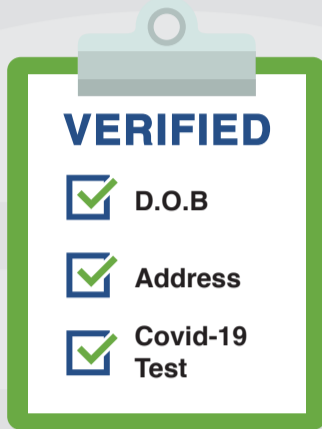 VERIFIED
D.O.B
Address
Covid-19
Test